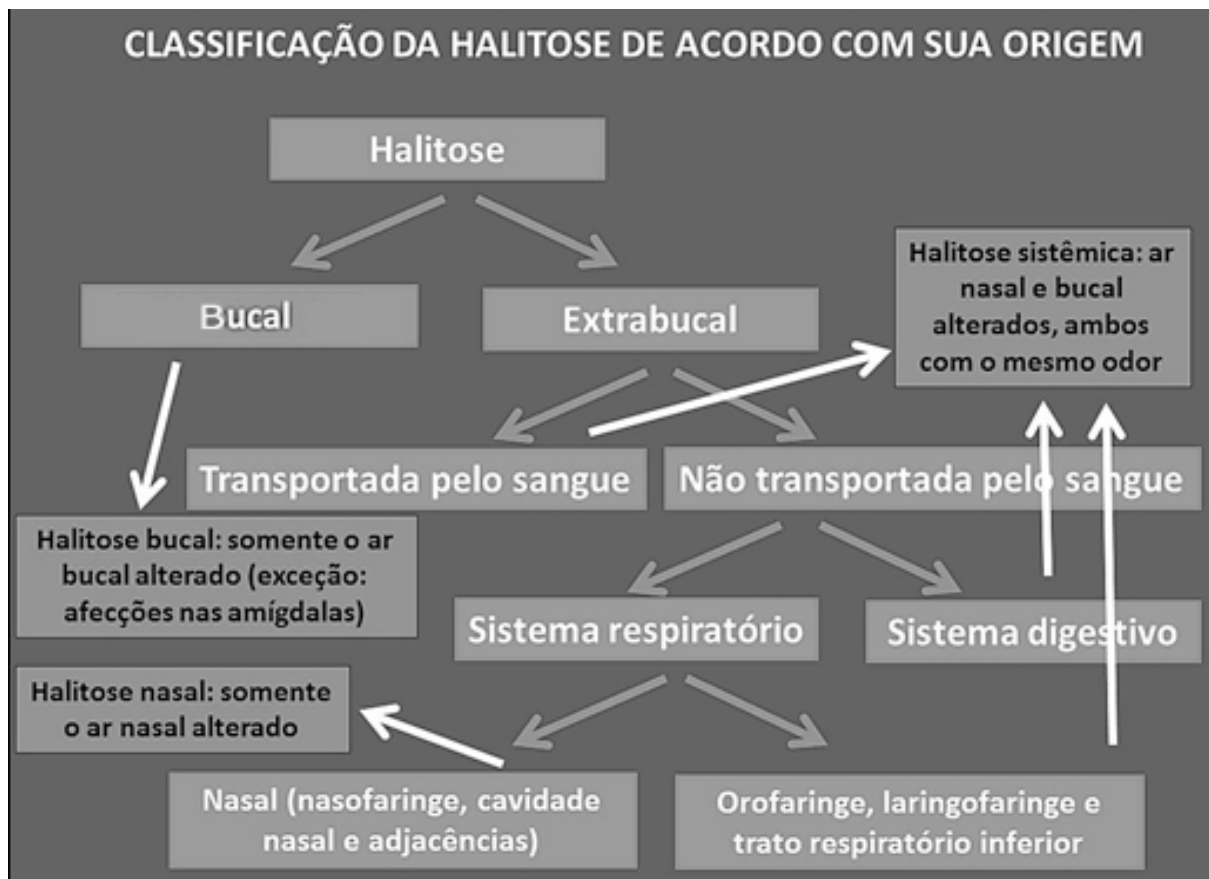 CLASSIFICAÇÃO DA HALITOSE DE ACORDO COM SUA ORIGEM
Halitose
Bucal
Extrabucal
Halitose sistêmica: ar
nasal e bucal
alterados, ambos
com o mesmo odor
Transportada pelo sangue
Não transportada pelo sangue
Halitose bucal: somente o ar
bucal alterado (exceção:
afecções nas amígdalas)
Sistema respiratório
Sistema digestivo
Halitose nasal: somente
o ar nasal alterado
Nasal (nasofaringe, cavidade
nasal e adjacências)
Orofaringe, laringofaringe e
trato respiratório inferior